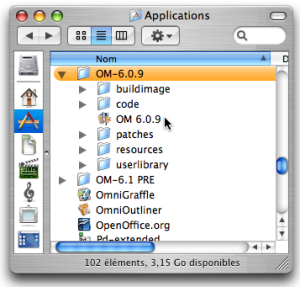 Applications
Nom
D
OM-6.0.9
buildimage
code
OM 6.0.9
patches
resources
userlibrary
OM-6.1 PRE
OmniGraffle
OmniOutliner
OpenOffice.org
Pd-extended
102 éléments, 3,15 Go disponibles